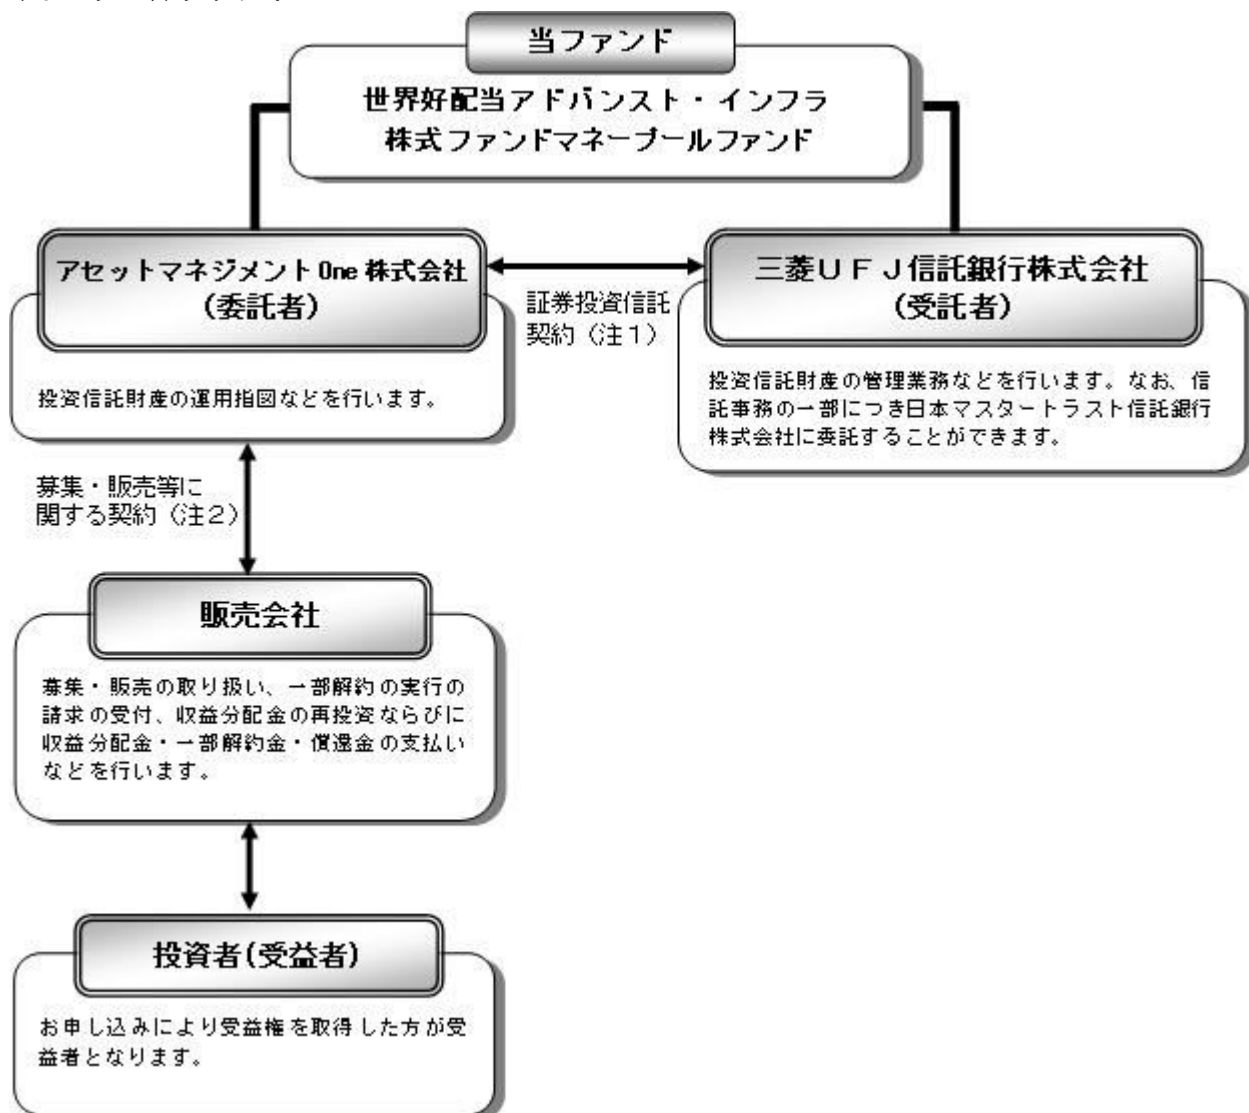 当ファンド
世界好配当アドバンスト・インフラ
株式ファンドマネープールファンド
アセットマネジメントOne株式会社
(委託者)
投資信託財産の運用指図などを行います。
証券投資信託
契約（注１）
三菱ＵＦＪ信託銀行株式会社
(受託者)
投資信託財産の管理業務などを行います。なお、信
託事務の一部につき日本マスタートラスト信託銀行
株式会社に委託することができます。
募集・販売等に
関する契約（注２）
販売会社
募集・販売の取り扱い、一部解約の実行の
請求の受付、収益分配金の再投資ならびに
収益分配金・一部解約金・償還金の支払い
などを行います。
投資者(受益者)
お申し込みにより受益権を取得した方が受
益者となります。